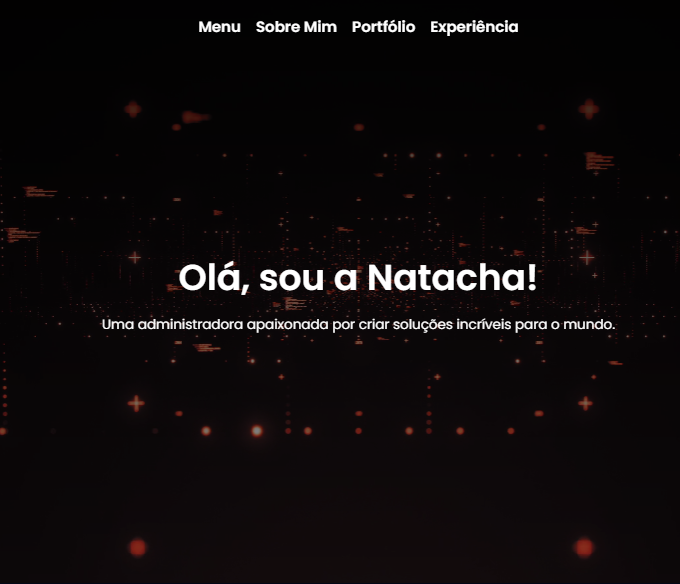 Menu Sobre Mim Portfólio Experiência
Olá, sou a Natacha!
Uma administradora apaixonada por criar soluções incríveis para o mundo.